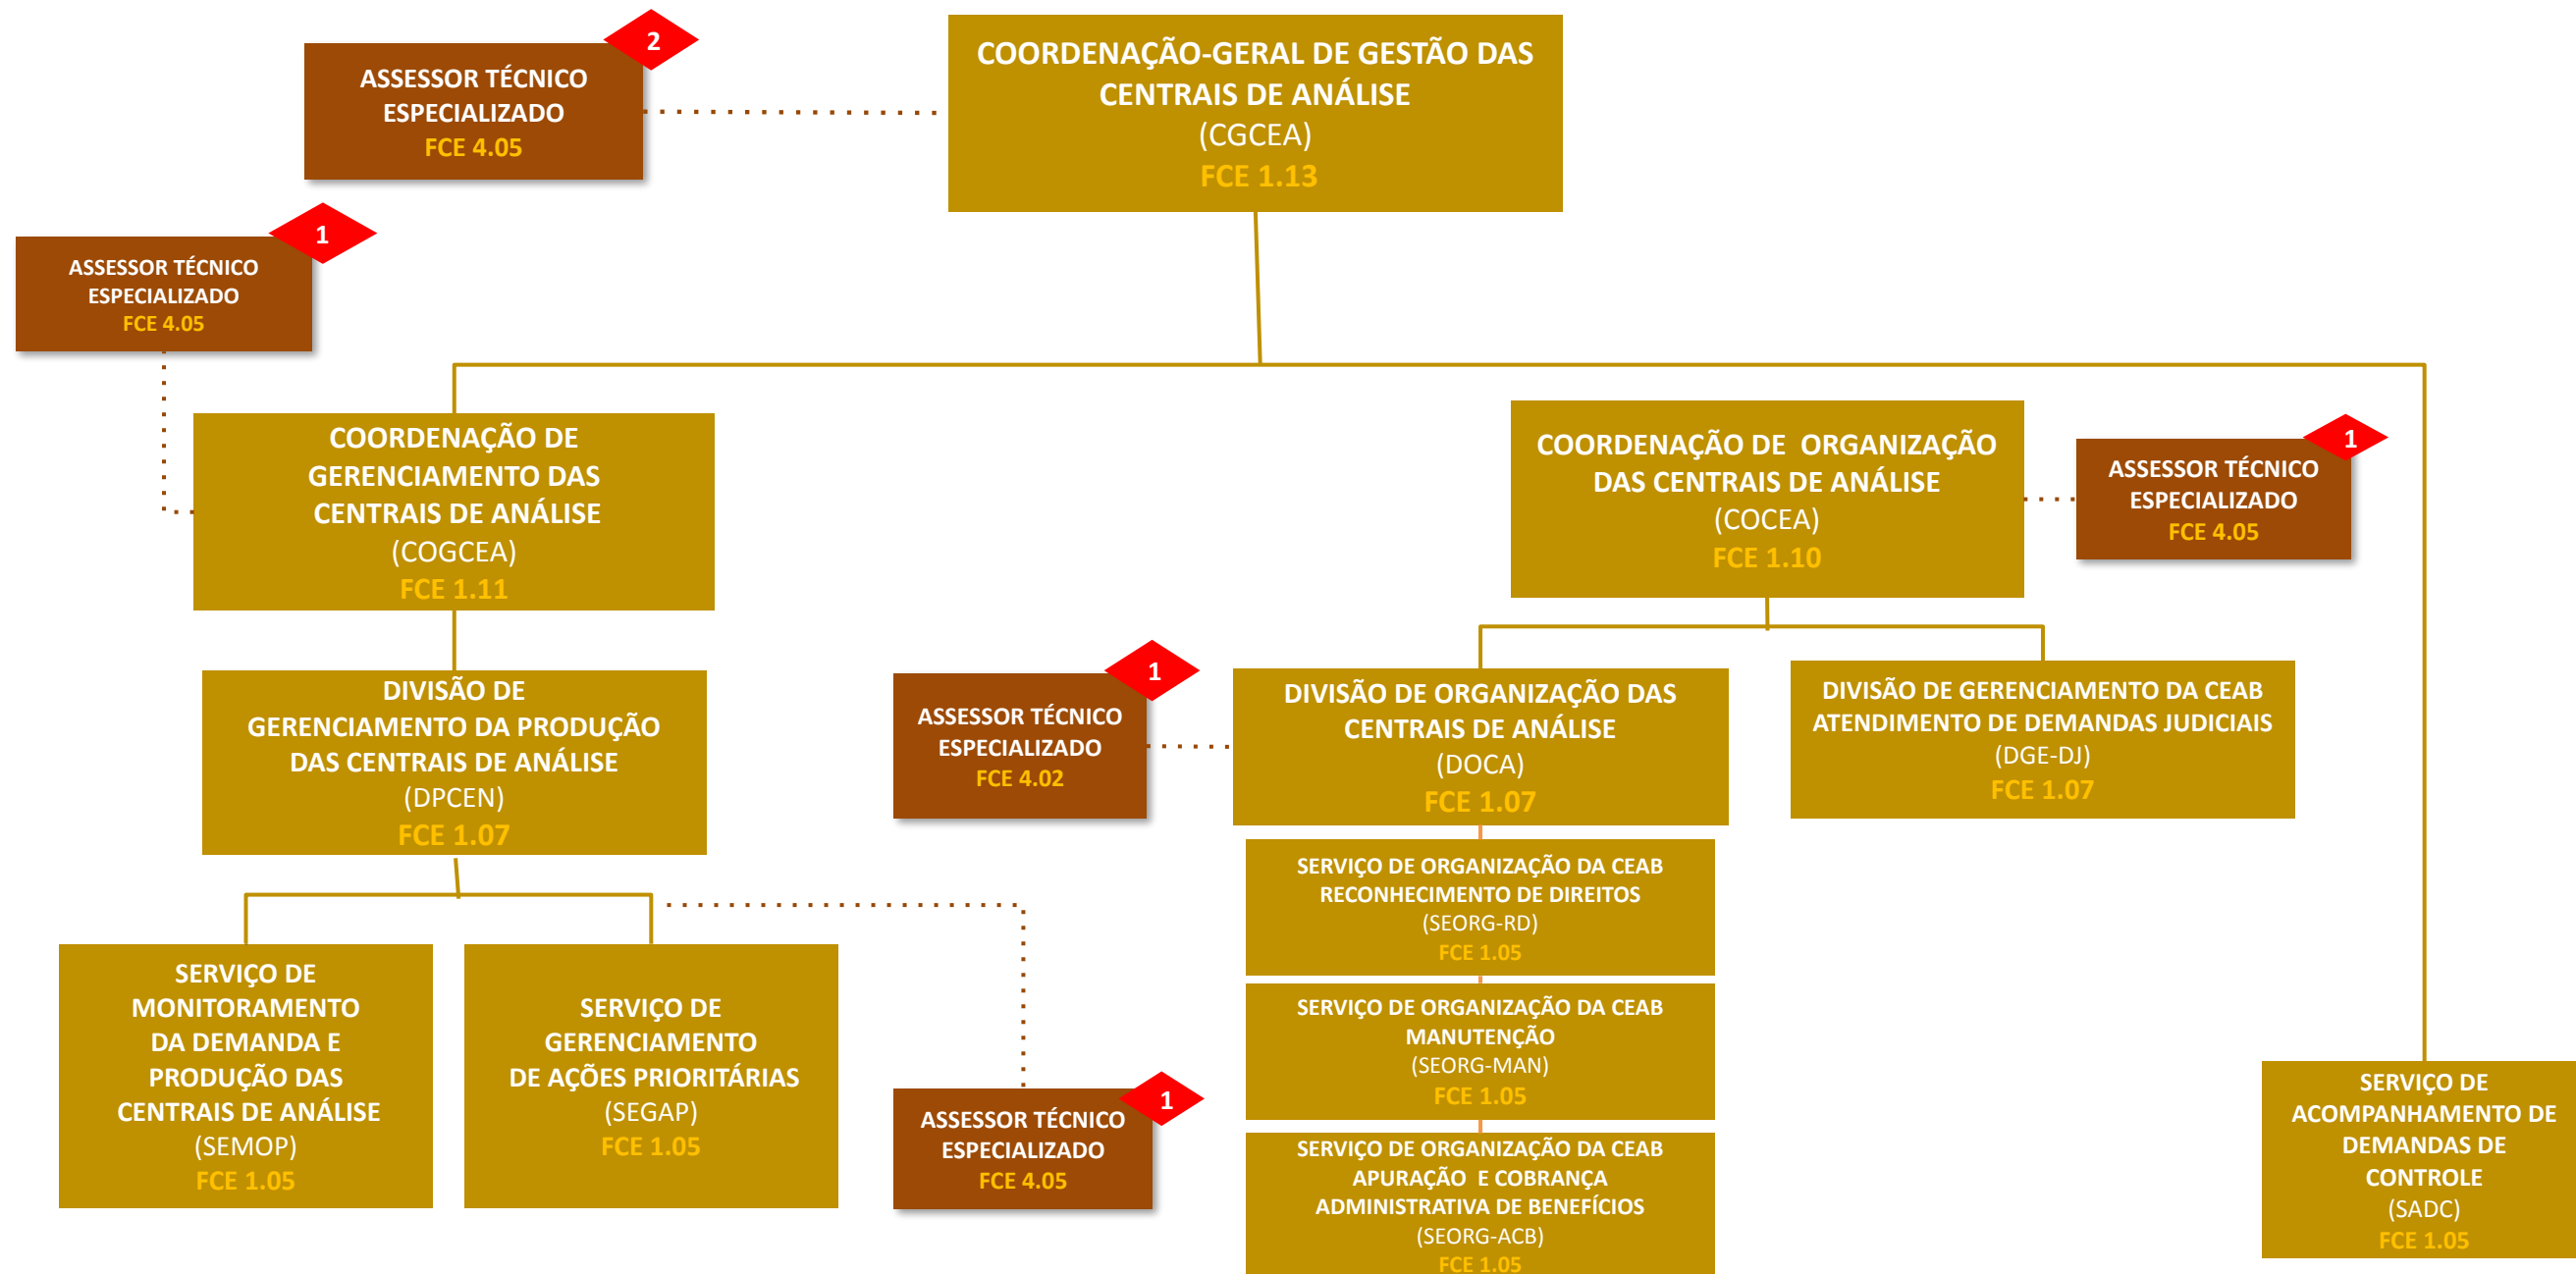 2
ASSESSOR TÉCNICO
ESPECIALIZADO
FCE 4.05
COORDENAÇÃO-GERAL DE GESTÃO DAS
CENTRAIS DE ANÁLISE
(CGCEA)
FCE 1.13
1
ASSESSOR TÉCNICO
ESPECIALIZADO
FCE 4.05
COORDENAÇÃO DE
GERENCIAMENTO DAS
CENTRAIS DE ANÁLISE
(COGCEA)
FCE 1.11
COORDENAÇÃO DE  ORGANIZAÇÃO
DAS CENTRAIS DE ANÁLISE
(COCEA)
FCE 1.10
1
ASSESSOR TÉCNICO
ESPECIALIZADO
FCE 4.05
DIVISÃO DE
GERENCIAMENTO DA PRODUÇÃO
DAS CENTRAIS DE ANÁLISE
(DPCEN)
FCE 1.07
1
ASSESSOR TÉCNICO
ESPECIALIZADO
FCE 4.02
DIVISÃO DE ORGANIZAÇÃO DAS
CENTRAIS DE ANÁLISE
(DOCA)
FCE 1.07
DIVISÃO DE GERENCIAMENTO DA CEAB
ATENDIMENTO DE DEMANDAS JUDICIAIS
(DGE-DJ)
FCE 1.07
SERVIÇO DE
MONITORAMENTO
DA DEMANDA E
PRODUÇÃO DAS
CENTRAIS DE ANÁLISE
(SEMOP)
FCE 1.05
SERVIÇO DE
GERENCIAMENTO
DE AÇÕES PRIORITÁRIAS
(SEGAP)
FCE 1.05
1
ASSESSOR TÉCNICO
ESPECIALIZADO
FCE 4.05
SERVIÇO DE ORGANIZAÇÃO DA CEAB
RECONHECIMENTO DE DIREITOS
(SEORG-RD)
FCE 1.05
SERVIÇO DE ORGANIZAÇÃO DA CEAB
MANUTENÇÃO
(SEORG-MAN)
FCE 1.05
SERVIÇO DE ORGANIZAÇÃO DA CEAB
APURAÇÃO  E COBRANÇA
ADMINISTRATIVA DE BENEFÍCIOS
(SEORG-ACB)
FCE 1.05
SERVIÇO DE
ACOMPANHAMENTO DE
DEMANDAS DE
CONTROLE
(SADC)
FCE 1.05